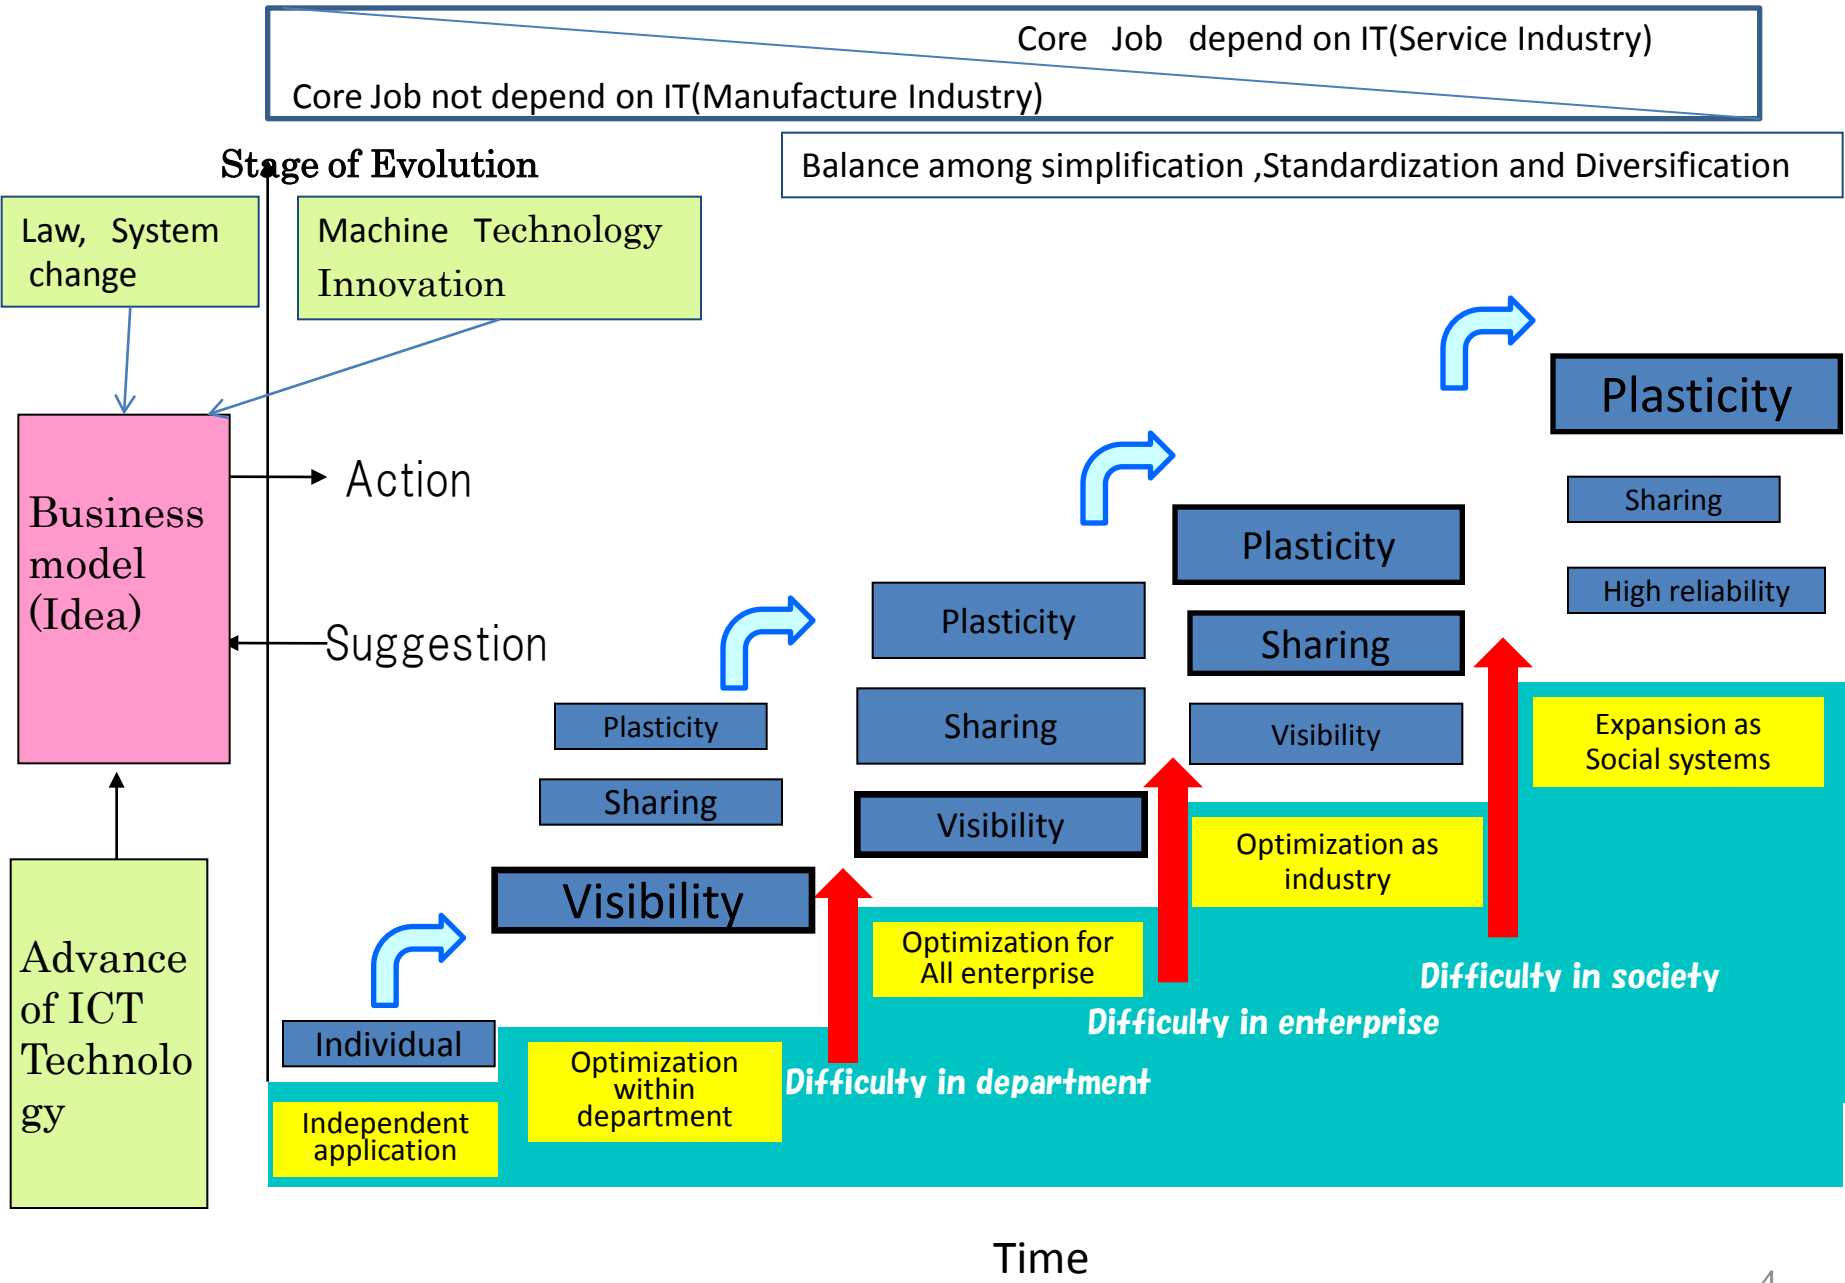 Core Job depend on IT(Service Industry)
Core Job not depend on IT(Manufacture Industry)
Stage of Evolution
Balance among simplification ,Standardization and Diversification
Law, System
change
Machine Technology
Innovation
Business
model
(Idea)
Action
Suggestion
Advance
of ICT
Technolo
gy
Individual
Independent
application
Visibility
Sharing
Plasticity
Optimization
within
department
Difficulty in department
Plasticity
Sharing
Visibility
Optimization for
All enterprise
Difficulty in enterprise
Plasticity
Sharing
Visibility
Optimization as
industry
Difficulty in society
Plasticity
Sharing
High reliability
Expansion as
Social systems
Time
4